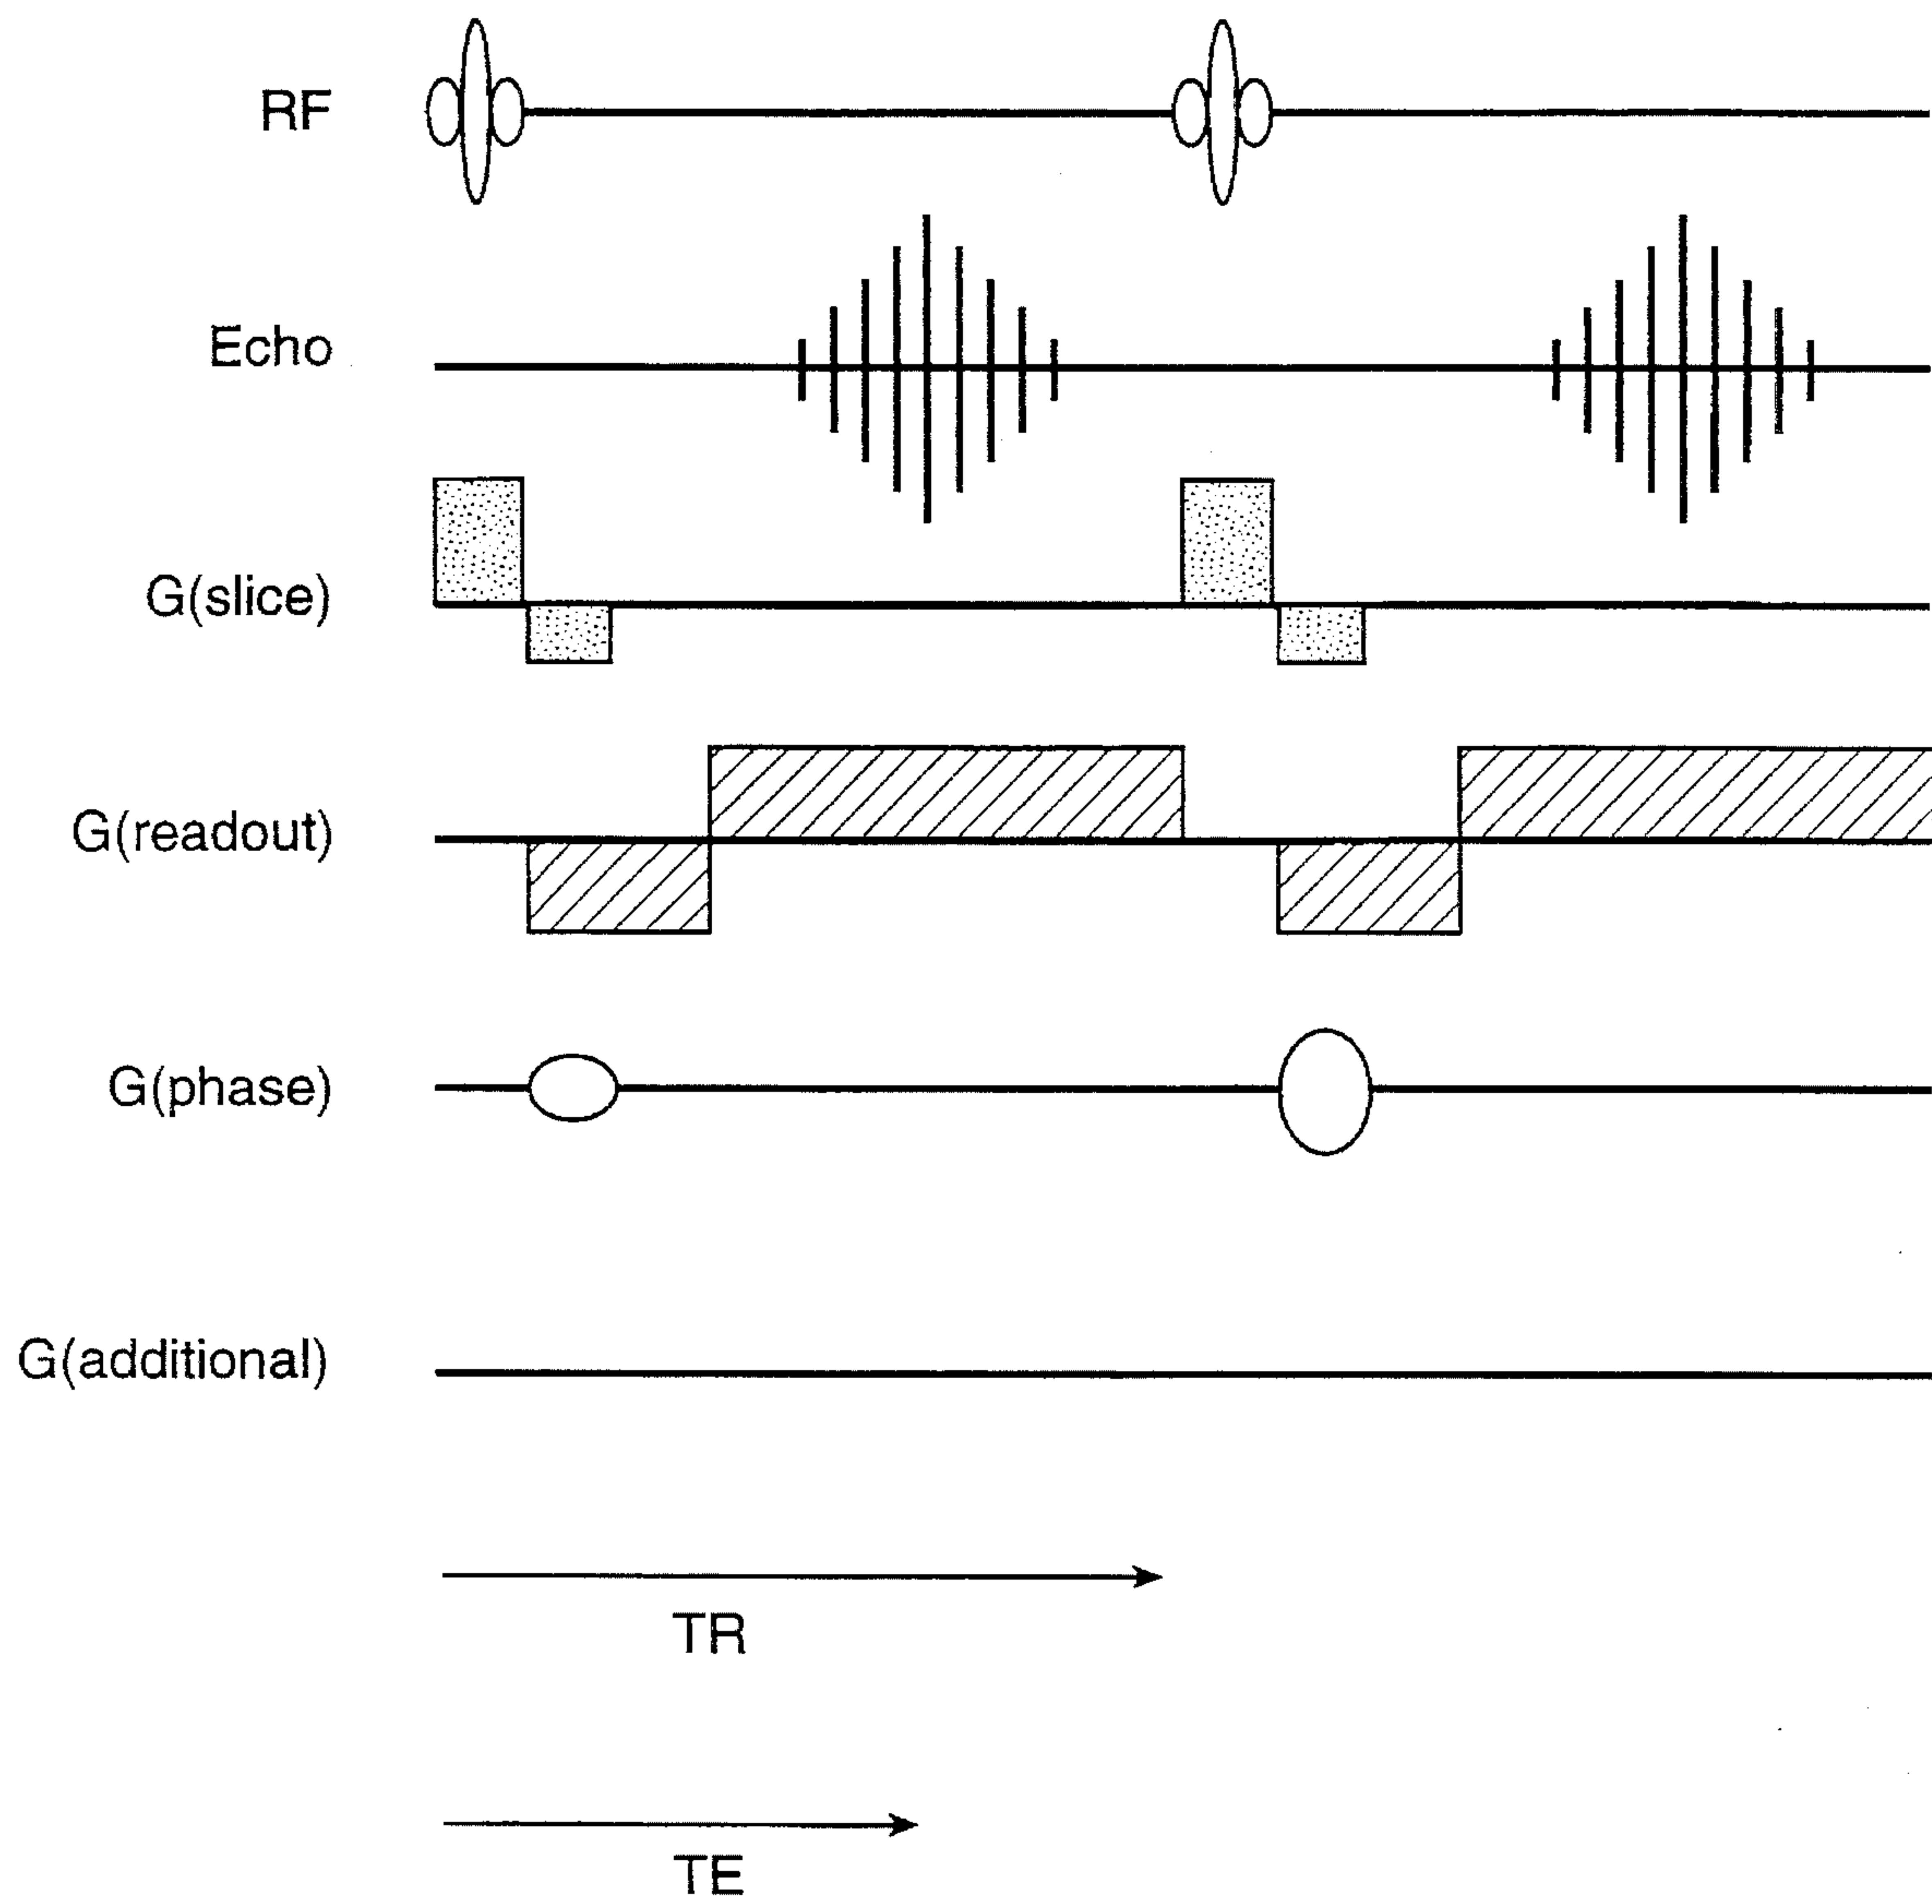 RF
Echo
G(slice)
G(readout)
G(phase)
G(additional)
TR
TE